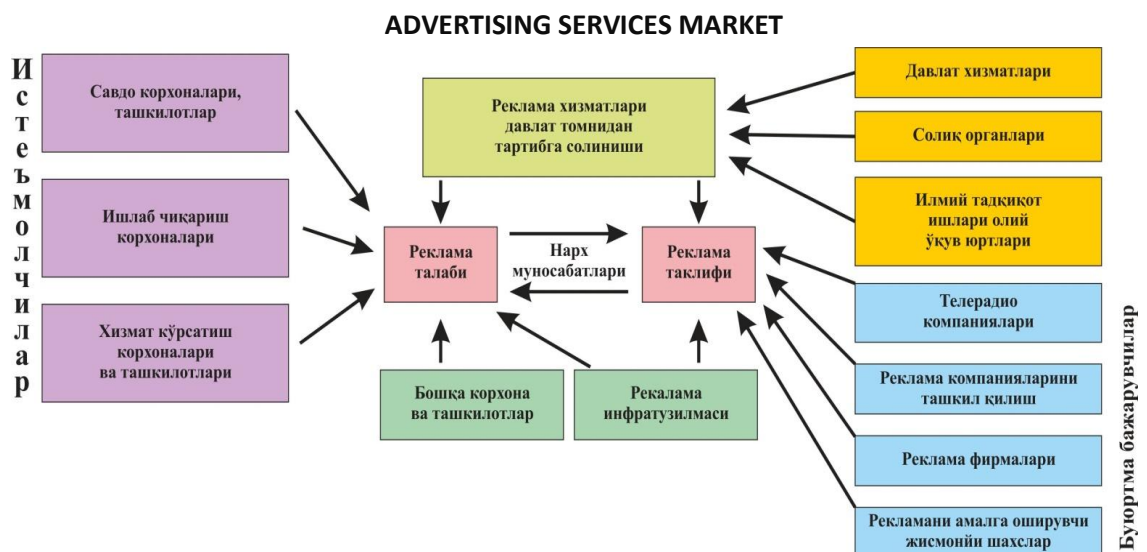 ADVERTISING SERVICES MARKET
Истеъмолчилар
Савдо корхоналари,
ташкилотлар
Ишлаб чиқариш
корхоналари
Хизмат кўрсатиш
корхоналари
ва ташкилотлари
Реклама хизматлари
давлат томнидан
тартибга солиниши
Реклама
талаби
Нарх
муносабатлари
Реклама
таклифи
Бошқа корхона
ва ташкилотлар
Рекалама
инфратузилмаси
Давлат хизматлари
Солиқ органлари
Илмий тадқиқот
ишлари олий
ўқув юртлари
Телерадио
компаниялари
Реклама компанияларини
ташкил қилиш
Реклама фирмалари
Рекламани амалга оширувчи
жисмонйи шахслар
Буюртма бажарувчилар